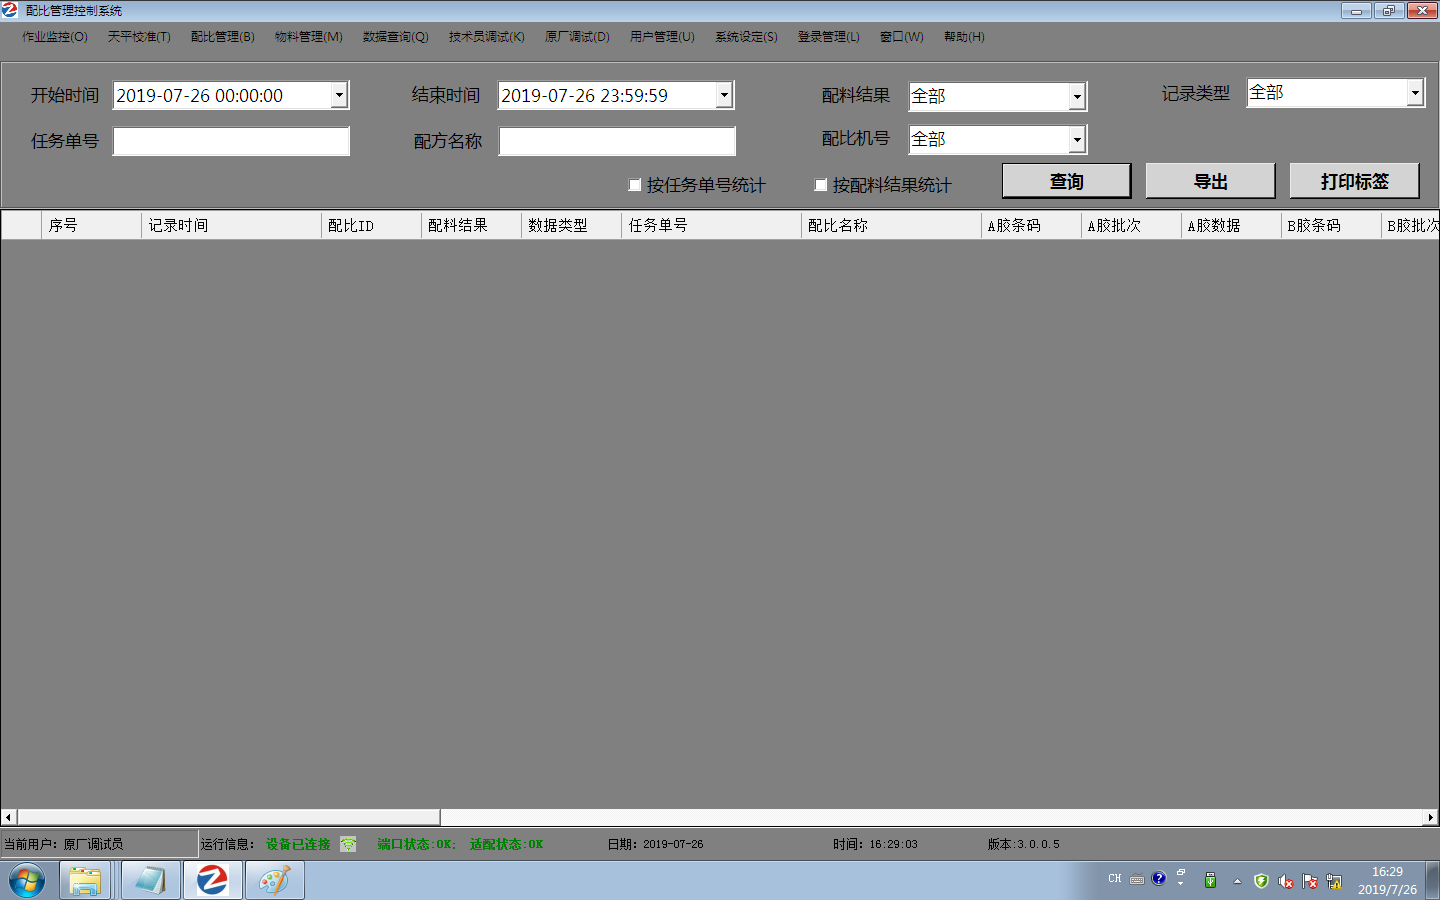 配比管理控制系统
作业监控(O) 天平校准(T) 配比管理(B) 物料管理(M) 数据查询(Q) 技术员调试(K) 原厂调试(D) 用户管理(U) 系统设定(S) 登录管理(L) 窗口(W) 帮助(H)
开始时间 2019-07-26 00:00:00 结束时间 2019-07-26 23:59:59 配料结果 全部 记录类型 全部
任务单号 配方名称 配比机号 全部
按任务单号统计 按配料结果统计 查询 导出 打印标签
序号 记录时间 配比ID 配料结果 数据类型 任务单号 配比名称 A胶条码 A胶批次 A胶数据 B胶条码 B胶批次
当前用户: 原厂调试员 运行信息: 设备已连接 端口状态:OK; 适配状态:OK 日期: 2019-07-26 时间: 16:29:03 版本:3.0.0.5
CH 16:29
2019/7/26